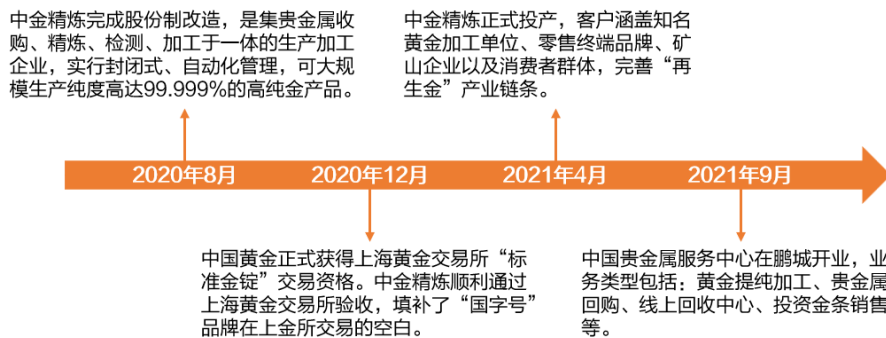 中金精炼完成股份制改造，是集贵金属收
购、精炼、检测、加工于一体的生产加工
企业，实行封闭式、自动化管理，可大规
模生产纯度高达99.999%的高纯金产品。
中金精炼正式投产，客户涵盖知名
黄金加工单位、零售终端品牌、矿
山企业以及消费者群体，完善“再
生金”产业链条。
2020年8月
2020年12月
2021年4月
2021年9月
中国黄金正式获得上海黄金交易所“标
准金锭”交易资格。中金精炼顺利通过
上海黄金交易所验收，填补了“国字号”
品牌在上金所交易的空白。
中国贵金属服务中心在鹏城开业，业
务类型包括：黄金提纯加工、贵金属
回购、线上回收中心、投资金条销售
等。